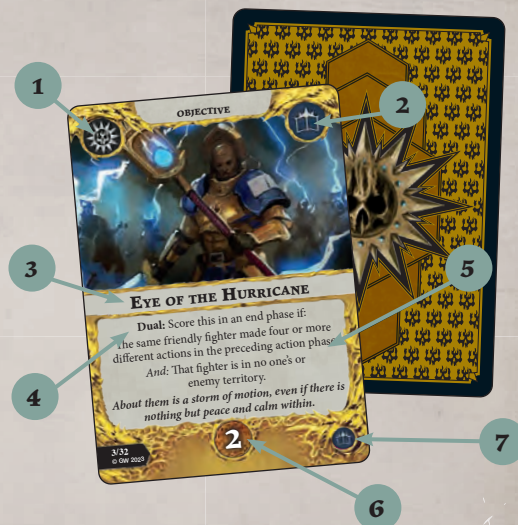 1
OBJECTIVE
2
3
EYE OF THE HURRICANE
5
Dual: Score this in an end phase if:
The same friendly fighter made four or more
different actions in the preceding action phase.
And: That fighter is in no one's or
enemy territory.
4
About them is a storm of motion, even if there is
nothing but peace and calm within.
3/32
© GW 2023
2
7
6